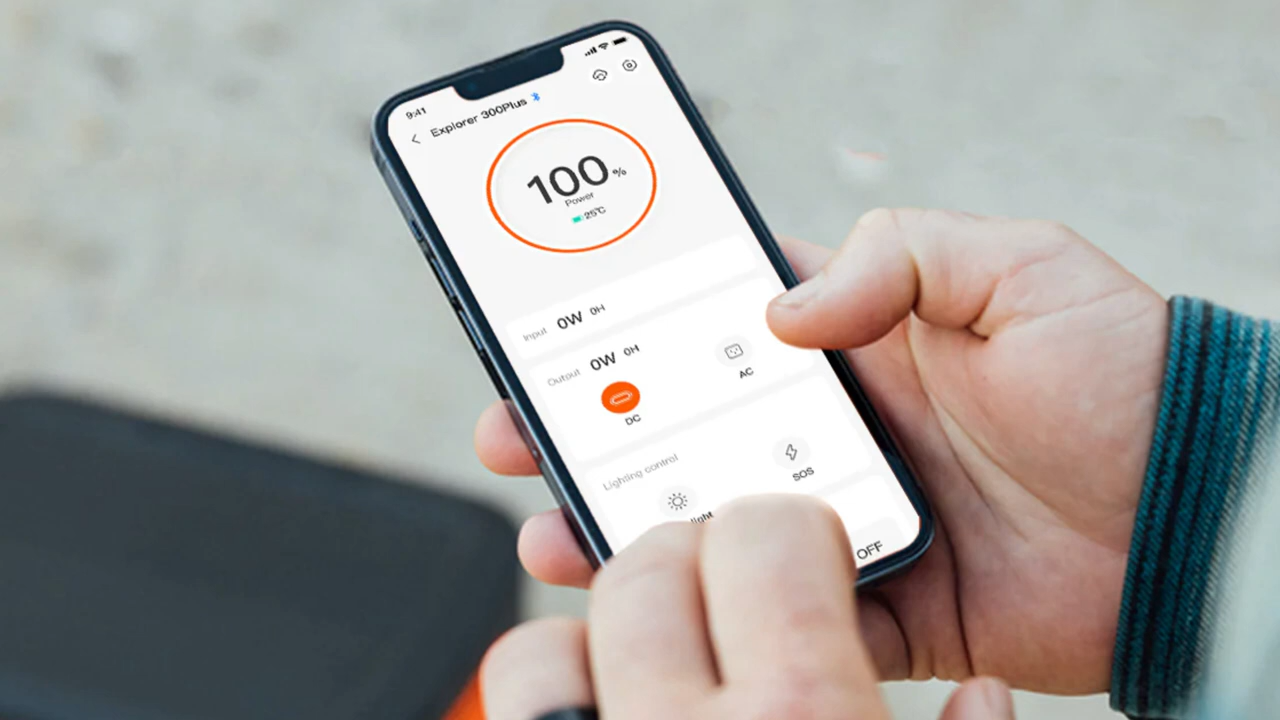 9:41
Explorer 300Plus
100%
Power
25℃
Input 0W 0H
Output 0W 0H
DC
AC
Lighting control
light
SOS
OFF